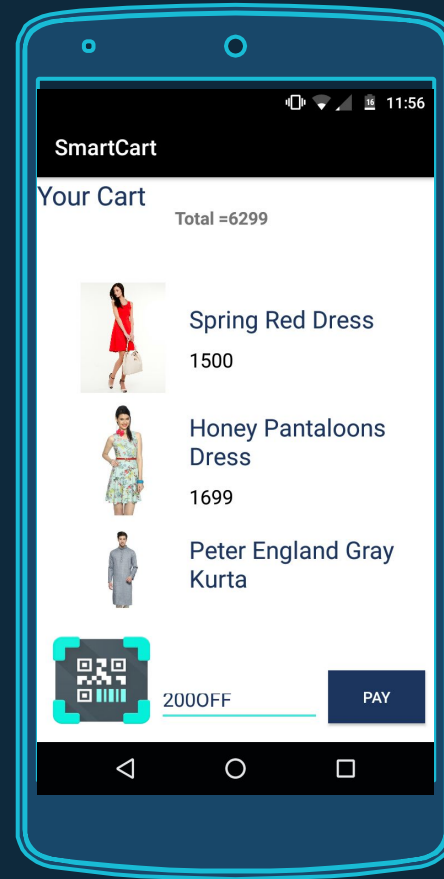 16 11:56
SmartCart
Your Cart
Total =6299
Spring Red Dress
1500
Honey Pantaloons
Dress
1699
Peter England Gray
Kurta
200OFF
PAY